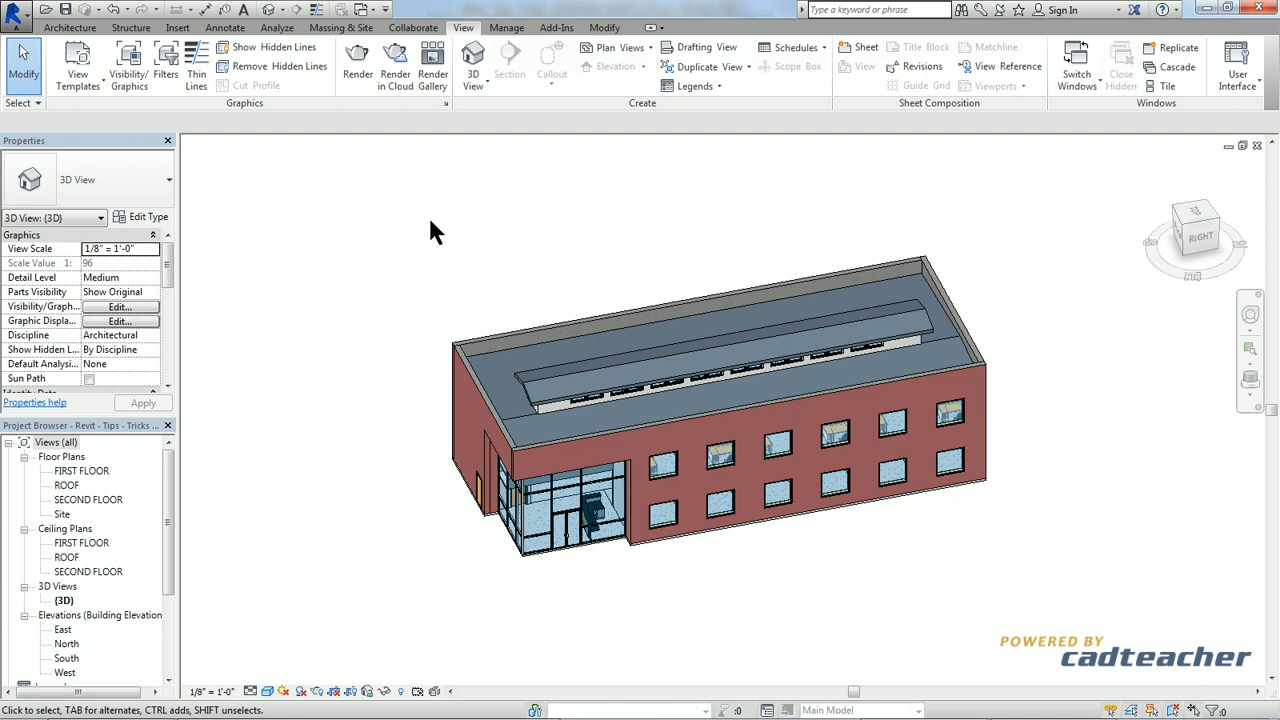 Type a keyword or phrase
Sign In
Architecture Structure Insert Annotate Analyze Massing & Site Collaborate View Manage Add-Ins Modify
Modify
View Templates
Visibility/ Graphics
Filters
Thin Lines
Show Hidden Lines
Remove Hidden Lines
Cut Profile
Render
Render in Cloud
Render Gallery
3D View
Section
Callout
Plan Views
Elevation
Drafting View
Duplicate View
Legends
Schedules
Scope Box
Sheet
View
Title Block
Revisions
Guide Grid
Matchline
View Reference
Viewports
Switch Windows
Close Hidden
Replicate
Cascade
Tile
User Interface
Select Graphics Create Sheet Composition Windows
Properties
3D View
3D View: {3D} Edit Type
Graphics
View Scale 1/8" = 1'-0"
Scale Value 1: 96
Detail Level Medium
Parts Visibility Show Original
Visibility/Graph... Edit...
Graphic Displa... Edit...
Discipline Architectural
Show Hidden L... By Discipline
Default Analysi... None
Sun Path
Properties help Apply
Project Browser - Revit - Tips - Tricks ...
Views (all)
Floor Plans
FIRST FLOOR
ROOF
SECOND FLOOR
Site
Ceiling Plans
FIRST FLOOR
ROOF
SECOND FLOOR
3D Views
{3D}
Elevations (Building Elevation
East
North
South
West
RIGHT
POWERED BY
cadteacher
1/8" = 1'-0"
Click to select, TAB for alternates, CTRL adds, SHIFT unselects.
:0
Main Model
:0